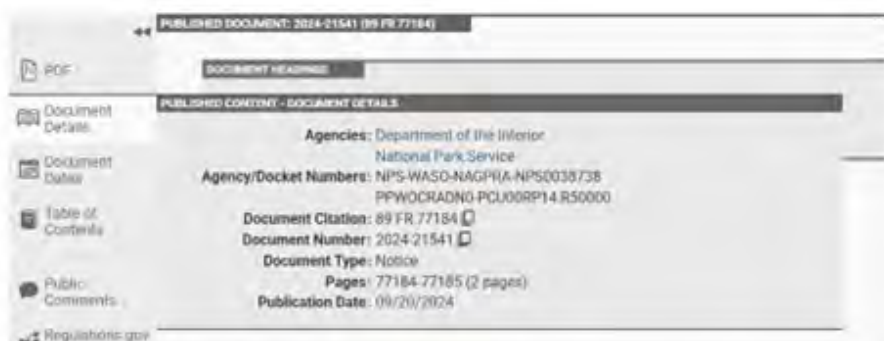 PUBLISHED DOCUMENT: 2024-21541 (89 FR 77184)
PDF
DOCUMENT HEADINGS
Document
Details
PUBLISHED CONTENT - DOCUMENT DETAILS
Agencies: Department of the Interior
National Park Service
Document
Dates
Agency/Docket Numbers: NPS-WASO-NAGPRA-NPS0038738
PPWOCRADN0-PCU00RP14.R50000
Table of
Contents
Document Citation: 89 FR 77184
Document Number: 2024-21541
Document Type: Notice
Public
Comments
Pages: 77184-77185 (2 pages)
Publication Date: 09/20/2024
Regulations.gov